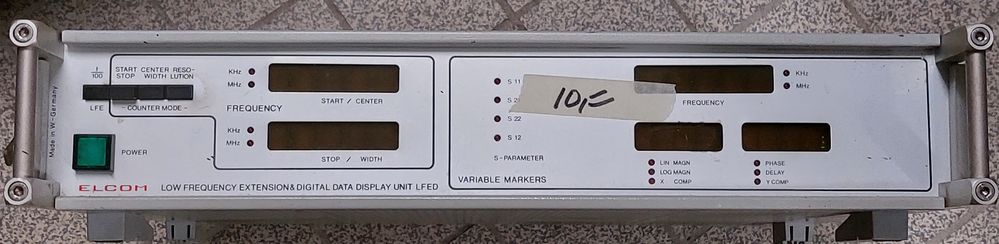 1
100
START CENTER RESO-
STOP WIDTH LUTION
LFE
- COUNTER MODE -
Made in W-Germany
POWER
KHz
MHz
START / CENTER
FREQUENCY
KHz
MHz
STOP / WIDTH
ELCOM LOW FREQUENCY EXTENSION & DIGITAL DATA DISPLAY UNIT LFED
S 11
S 22
S 12
S-PARAMETER
VARIABLE MARKERS
10,=
KHz
MHz
FREQUENCY
LIN MAGN
LOG MAGN
X COMP
PHASE
DELAY
Y COMP